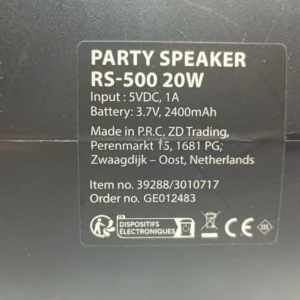 PARTY SPEAKER
RS-500 20W
Input : 5VDC, 1A
Battery: 3.7V, 2400mAh
Made in P.R.C. ZD Trading,
Perenmarkt 15, 1681 PG,
Zwaagdijk – Oost, Netherlands
Item no. 39288/3010717
Order no. GE012483
DISPOSITIFS
ÉLECTRONIQUES